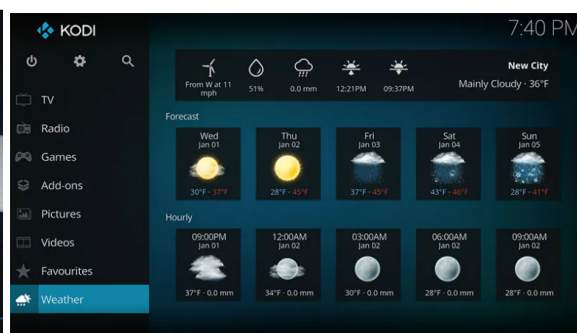 KODI
7:40 PM
TV
Radio
Games
Add-ons
Pictures
Videos
Favourites
Weather
From W at 11
mph
51%
0.0 mm
12:21PM
09:37PM
New City
Mainly Cloudy · 36°F
Forecast
Wed
Jan 01
30°F - 37°F
Thu
Jan 02
28°F - 45°F
Fri
Jan 03
37°F - 45°F
Sat
Jan 04
43°F - 46°F
Sun
Jan 05
28°F - 41°F
Hourly
09:00PM
Jan 01
37°F · 0.0 mm
12:00AM
Jan 02
34°F · 0.0 mm
03:00AM
Jan 02
30°F · 0.0 mm
06:00AM
Jan 02
28°F · 0.0 mm
09:00AM
Jan 02
28°F · 0.0 mm